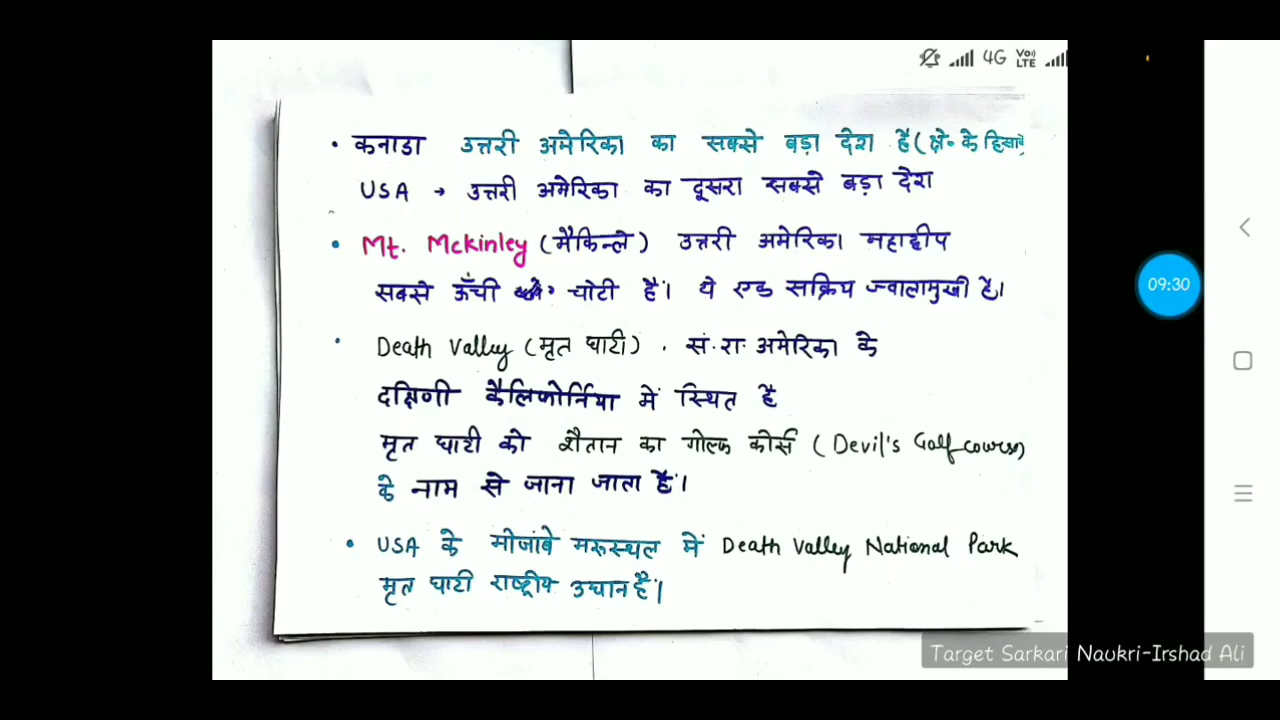 4G VoI) LTE
• कनाडा उत्तरी अमेरिका का सबसे बड़ा देश है (क्षे॰ के हिसाब
USA → उत्तरी अमेरिका का दूसरा सबसे बड़ा देश
• Mt. Mckinley (मैकिन्ले) उत्तरी अमेरिका महाद्वीप
सबसे ऊँची चोटी है। ये एक सक्रिय ज्वालामुखी है।
• Death Valley (मृत घाटी) . सं.रा. अमेरिका के
दक्षिणी कैलिफोर्निया में स्थित है
मृत घाटी को शैतान का गोल्फ कोर्स (Devil's Golf course)
के नाम से जाना जाता है।
• USA के मोजावे मरूस्थल में Death Valley National Park
मृत घाटी राष्ट्रीय उद्यान है।
09:30
Target Sarkari Naukri-Irshad Ali